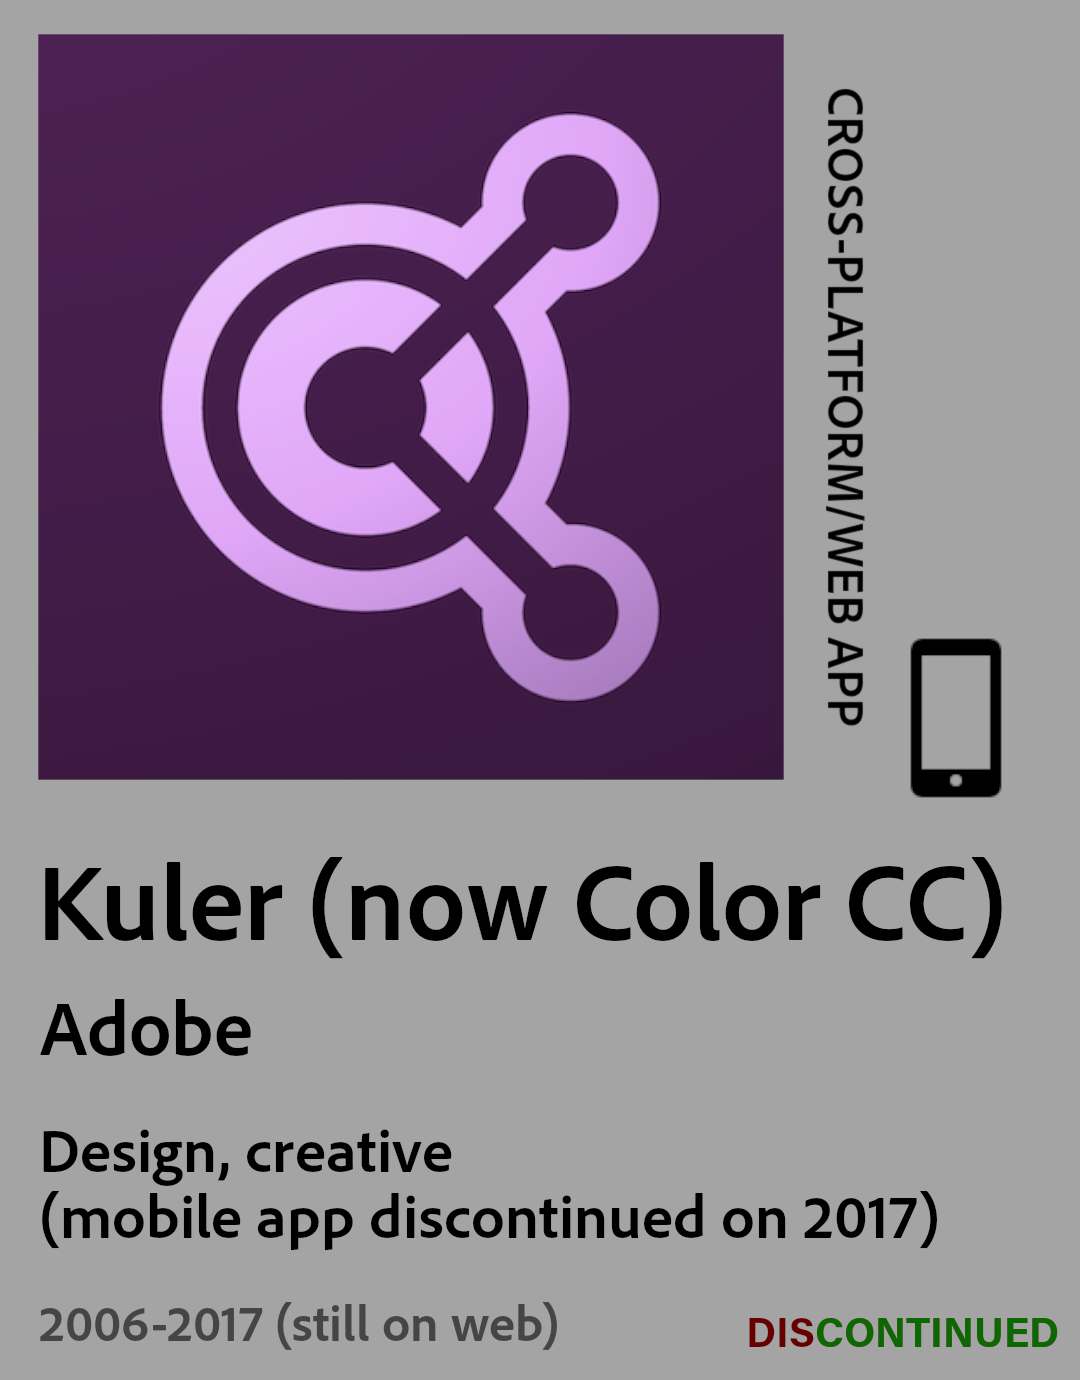 CROSS-PLATFORM/WEB APP
Kuler (now Color CC)
Adobe
Design, creative
(mobile app discontinued on 2017)
2006-2017 (still on web)
DISCONTINUED